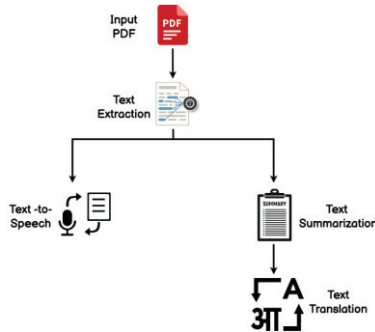 Input
PDF
PDF
Text
Extraction
Text -to-
Speech
SUMMARY
Text
Summarization
A
आ
Text
Translation